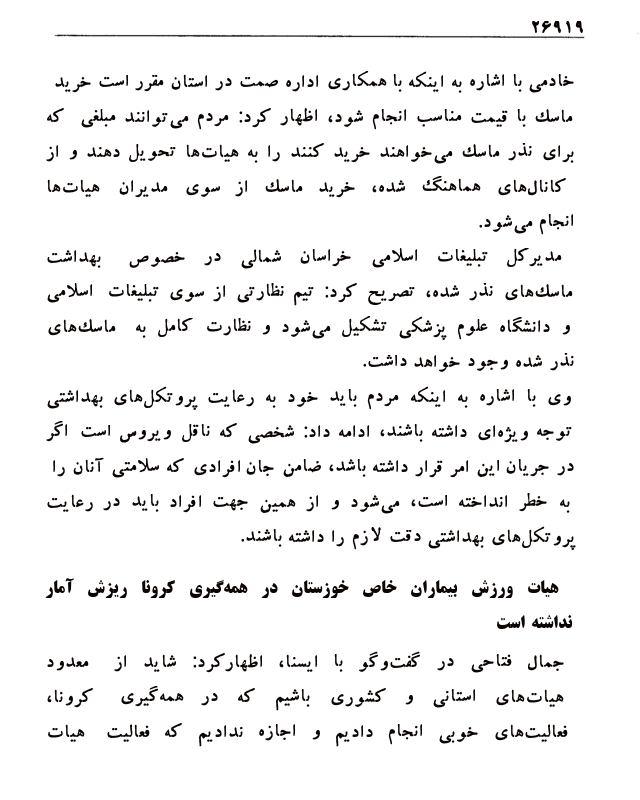 ۲۶۹۱۹
خادمی با اشاره به اینکه با همکاری اداره صمت در استان مقرر است خرید
ماسک با قیمت مناسب انجام شود، اظهار کرد: مردم می‌توانند مبلغی که
برای نذر ماسک می‌خواهند خرید کنند را به هیات‌ها تحویل دهند و از
کانال‌های هماهنگ شده، خرید ماسک از سوی مدیران هیات‌ها
انجام می‌شود.
مدیرکل تبلیغات اسلامی خراسان شمالی در خصوص بهداشت
ماسک‌های نذر شده، تصریح کرد: تیم نظارتی از سوی تبلیغات اسلامی
و دانشگاه علوم پزشکی تشکیل می‌شود و نظارت کامل به ماسک‌های
نذر شده وجود خواهد داشت.
وی با اشاره به اینکه مردم باید خود به رعایت پروتکل‌های بهداشتی
توجه ویژه‌ای داشته باشند، ادامه داد: شخصی که ناقل ویروس است اگر
در جریان این امر قرار داشته باشد، ضامن جان افرادی که سلامتی آنان را
به خطر انداخته است، می‌شود و از همین جهت افراد باید در رعایت
پروتکل‌های بهداشتی دقت لازم را داشته باشند.
هیات ورزش بیماران خاص خوزستان در همه‌گیری کرونا ریزش آمار
نداشته است
جمال فتاحی در گفت‌وگو با ایسنا، اظهارکرد: شاید از معدود
هیات‌های استانی و کشوری باشیم که در همه‌گیری کرونا،
فعالیت‌های خوبی انجام دادیم و اجازه ندادیم که فعالیت هیات